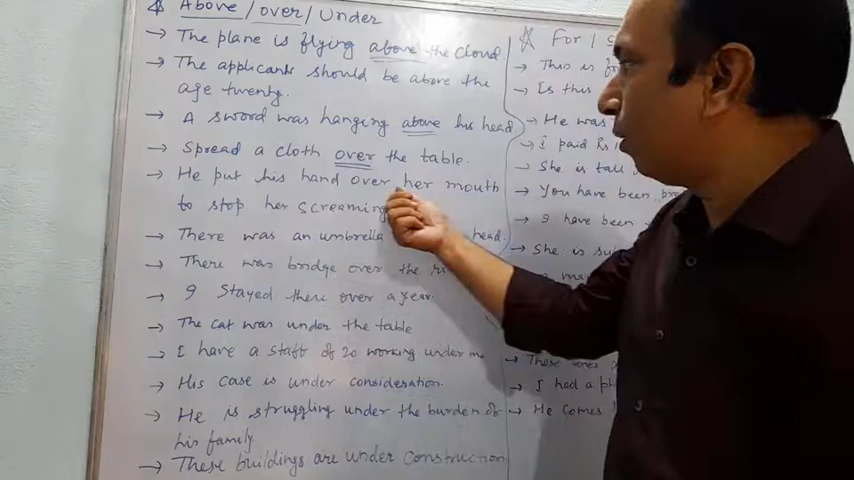 Above / over / Under
→ The plane is flying above the cloud
→ The applicants should be above the
age twenty.
→ A sword was hanging above his head
→ Spread a cloth over the table.
→ He put his hand over her mouth
to stop her screaming
→ There was an umbrella head.
→ There was bridge over the
→ I stayed there over a year.
→ The cat was under the table
→ I have a staff of 20 working under
→ His case is under consideration.
→ He is struggling under the burden of
his family
→ These buildings are under construction
For /
→ This is
→ Is this
→ He was
→ I paid Rs
→ She is tall
→ You have been
→ I have been
→ She is
→ These
→ I had a
→ He comes